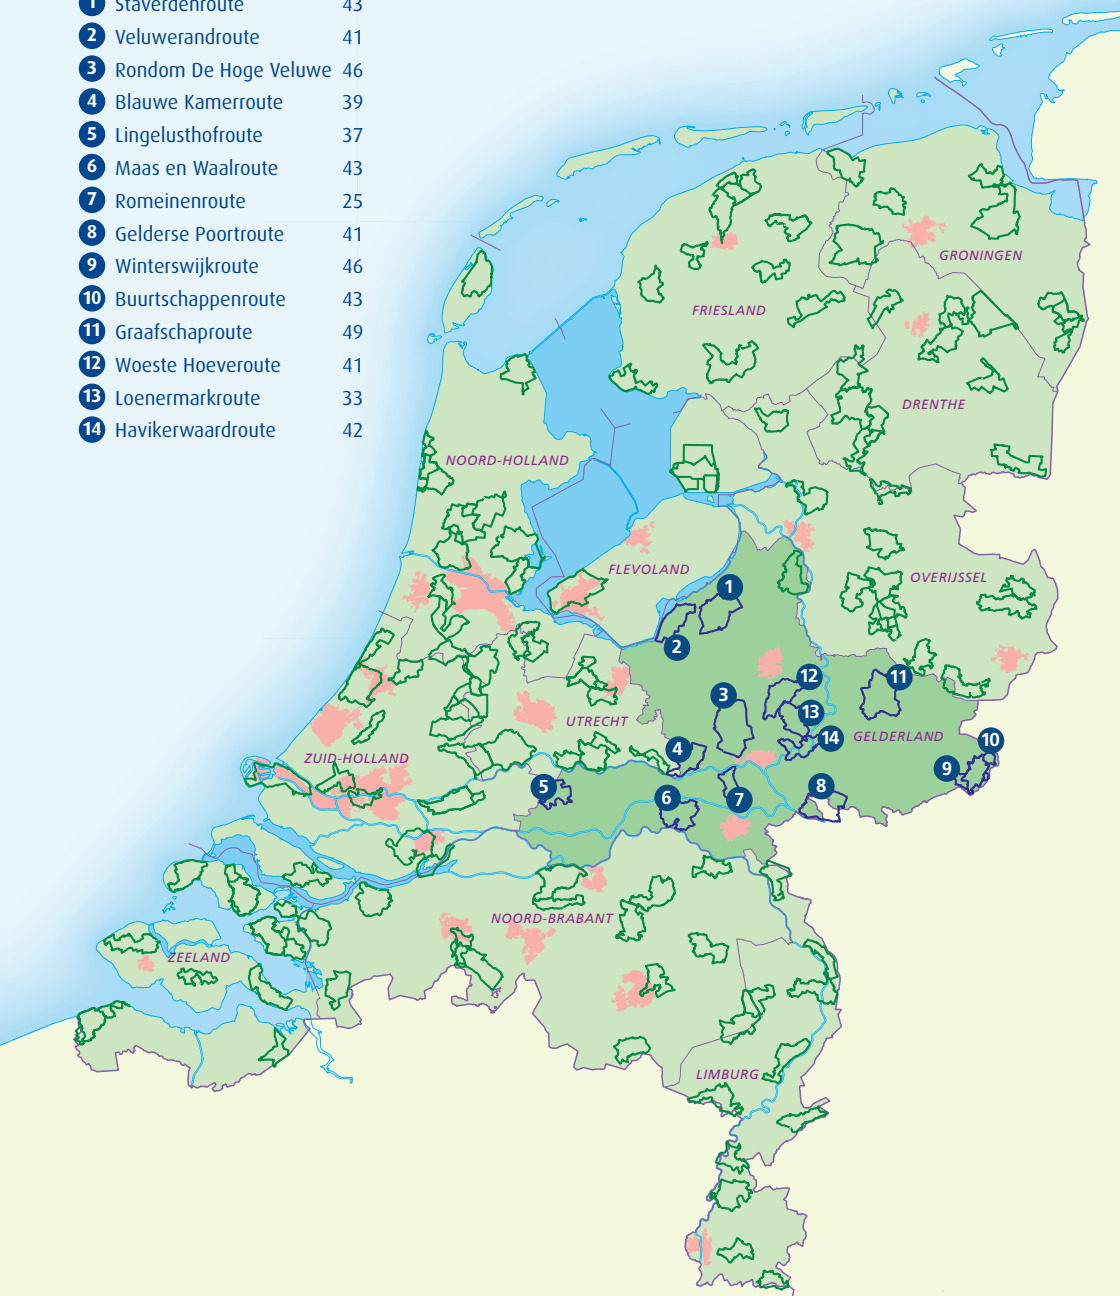 1 Staverdenroute 43
2 Veluwerandroute 41
3 Rondom De Hoge Veluwe 46
4 Blauwe Kamerroute 39
5 Lingelusthofroute 37
6 Maas en Waalroute 43
7 Romeinenroute 25
8 Gelderse Poortroute 41
9 Winterswijkroute 46
10 Buurtschappenroute 43
11 Graafschaproute 49
12 Woeste Hoeveroute 41
13 Loenermarkroute 33
14 Havikerwaardroute 42
GRONINGEN
FRIESLAND
DRENTHE
NOORD-HOLLAND
FLEVOLAND
OVERIJSSEL
1
2
12
11
3
13
UTRECHT
14
GELDERLAND
10
4
ZUID-HOLLAND
9
5
6
7
8
NOORD-BRABANT
ZEELAND
LIMBURG